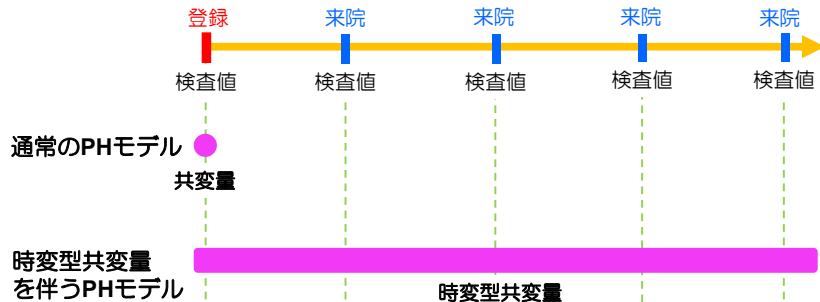 登録 来院 来院 来院 来院
検査値 検査値 検査値 検査値 検査値
通常のPHモデル
共変量
時変型共変量
を伴うPHモデル
時変型共変量